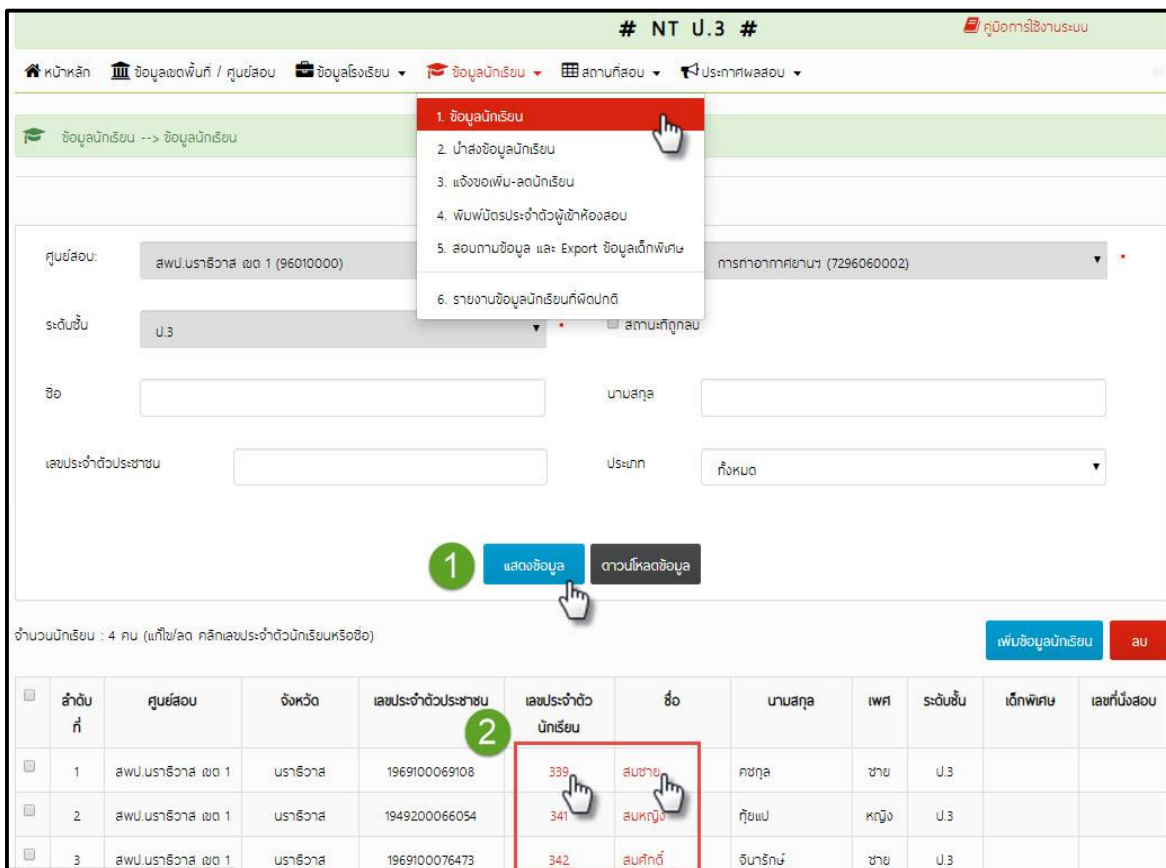 # NT ป.3 #
คู่มือการใช้งานระบบ
หน้าหลัก ข้อมูลเขตพื้นที่ / ศูนย์สอบ ข้อมูลโรงเรียน ข้อมูลนักเรียน สถานที่สอบ ประกาศผลสอบ
ข้อมูลนักเรียน --> ข้อมูลนักเรียน
1. ข้อมูลนักเรียน
2. นำส่งข้อมูลนักเรียน
3. แจ้งขอเพิ่ม-ลดนักเรียน
4. พิมพ์บัตรประจำตัวผู้เข้าห้องสอบ
5. สอบถามข้อมูล และ Export ข้อมูลเด็กพิเศษ
6. รายงานข้อมูลนักเรียนที่ผิดปกติ
ศูนย์สอบ: สพป.นราธิวาส เขต 1 (96010000) การท่าอากาศยานฯ (7296060002) *
ระดับชั้น ป.3 * สถานะที่ถูกลบ
ชื่อ นามสกุล
เลขประจำตัวประชาชน ประเภท ทั้งหมด
1 แสดงข้อมูล ดาวน์โหลดข้อมูล
จำนวนนักเรียน : 4 คน (แก้ไข/ลด คลิกเลขประจำตัวนักเรียนหรือชื่อ) เพิ่มข้อมูลนักเรียน ลบ
ลำดับที่ ศูนย์สอบ จังหวัด เลขประจำตัวประชาชน เลขประจำตัวนักเรียน ชื่อ นามสกุล เพศ ระดับชั้น เด็กพิเศษ เลขที่นั่งสอบ
2
1 สพป.นราธิวาส เขต 1 นราธิวาส 1969100069108 339 สมชาย คชกุล ชาย ป.3
2 สพป.นราธิวาส เขต 1 นราธิวาส 1949200066054 341 สมหญิง กุ้ยแป หญิง ป.3
3 สพป.นราธิวาส เขต 1 นราธิวาส 1969100076473 342 สมศักดิ์ จินารักษ์ ชาย ป.3